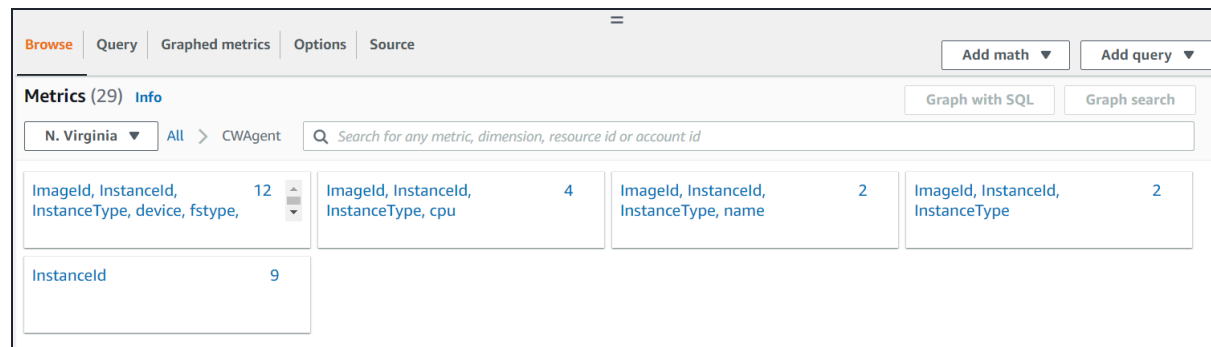 Browse Query Graphed metrics Options Source
Add math ▼ Add query ▼
Metrics (29) Info
Graph with SQL Graph search
N. Virginia ▼ All > CWAgent Search for any metric, dimension, resource id or account id
ImageId, InstanceId, 12
InstanceType, device, fstype,
ImageId, InstanceId, 4
InstanceType, cpu
ImageId, InstanceId, 2
InstanceType, name
ImageId, InstanceId, 2
InstanceType
InstanceId 9